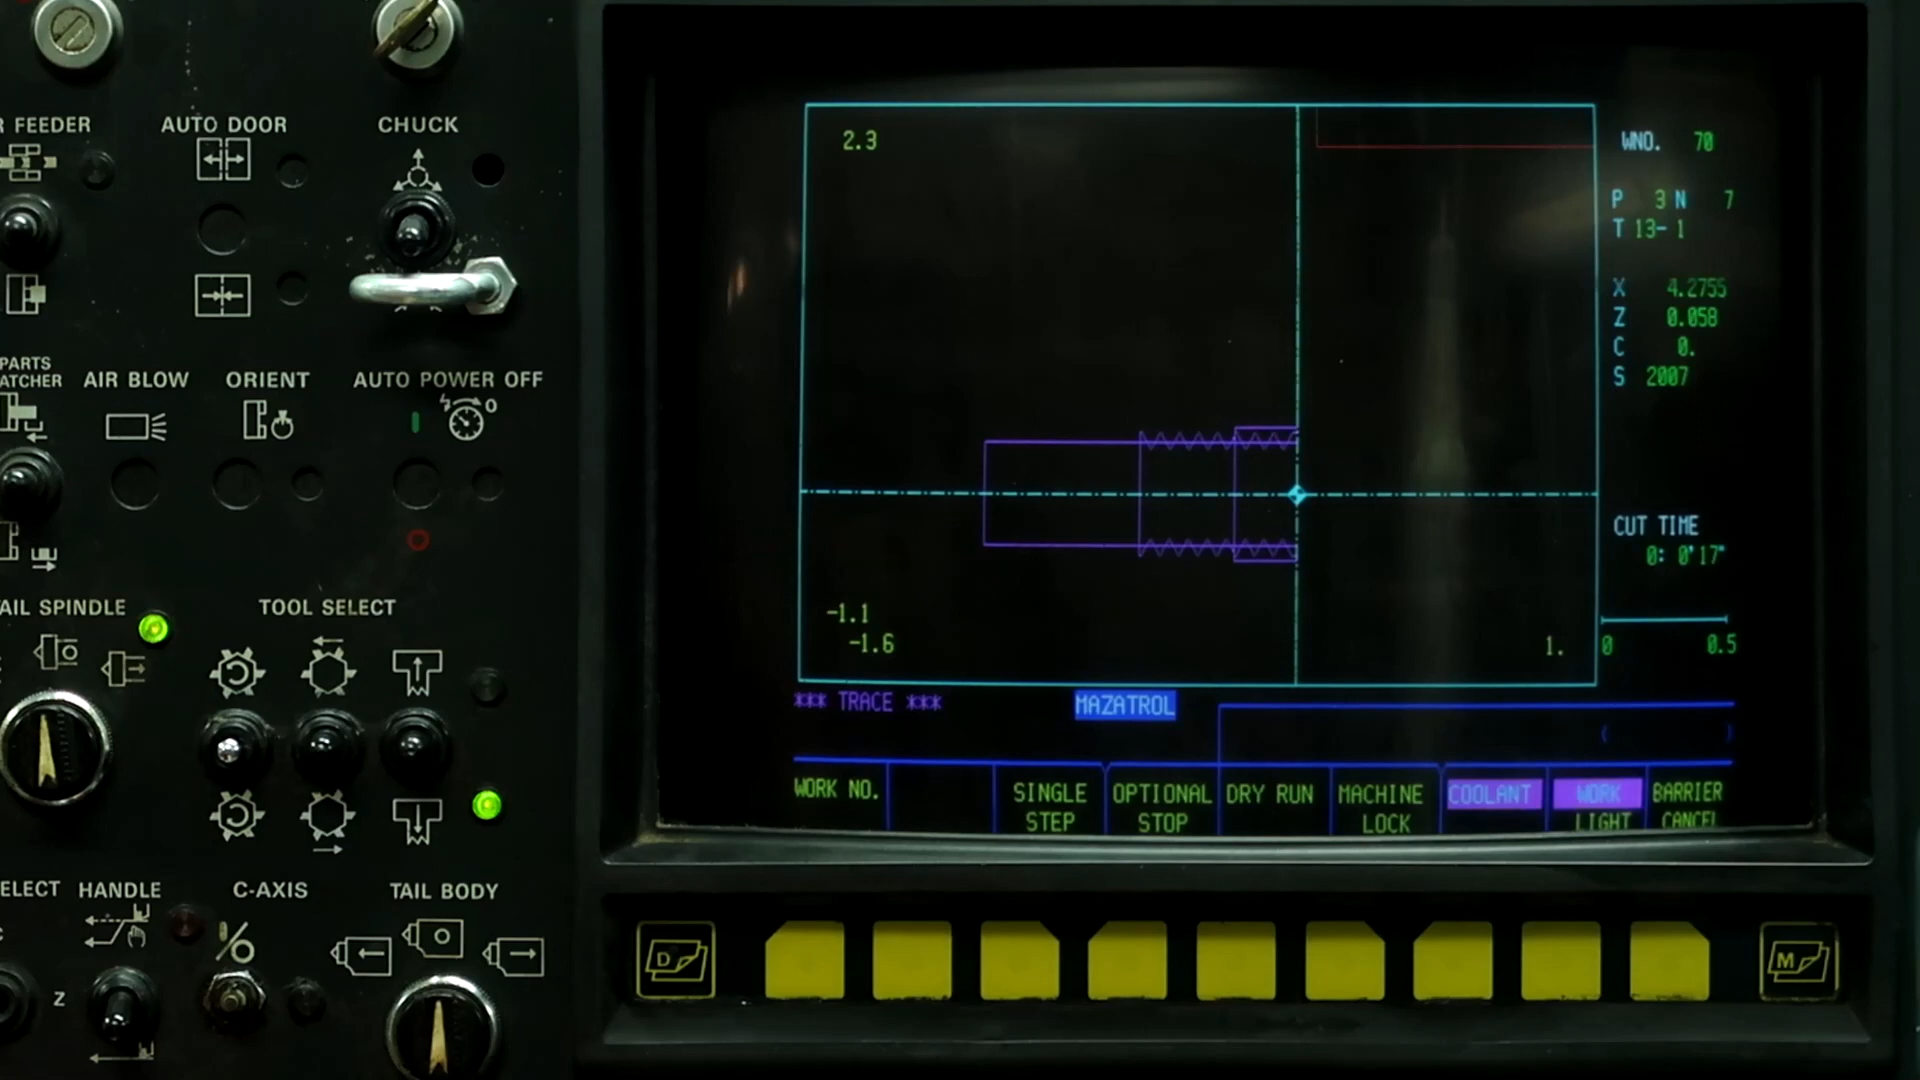 R FEEDER
AUTO DOOR
CHUCK
PARTS
ATCHER
AIR BLOW
ORIENT
AUTO POWER OFF
O
AIL SPINDLE
TOOL SELECT
ELECT
HANDLE
C-AXIS
TAIL BODY
Z
2.3
-1.1
-1.6
1.
WNO. 70
P 3 N 7
T 13- 1
X 4.2755
Z 0.058
C 0.
S 2007
CUT TIME
0: 0'17"
0 0.5
*** TRACE ***
MAZATROL
( )
WORK NO.
SINGLE
STEP
OPTIONAL
STOP
DRY RUN
MACHINE
LOCK
COOLANT
WORK
LIGHT
BARRIER
CANCEL
D
M